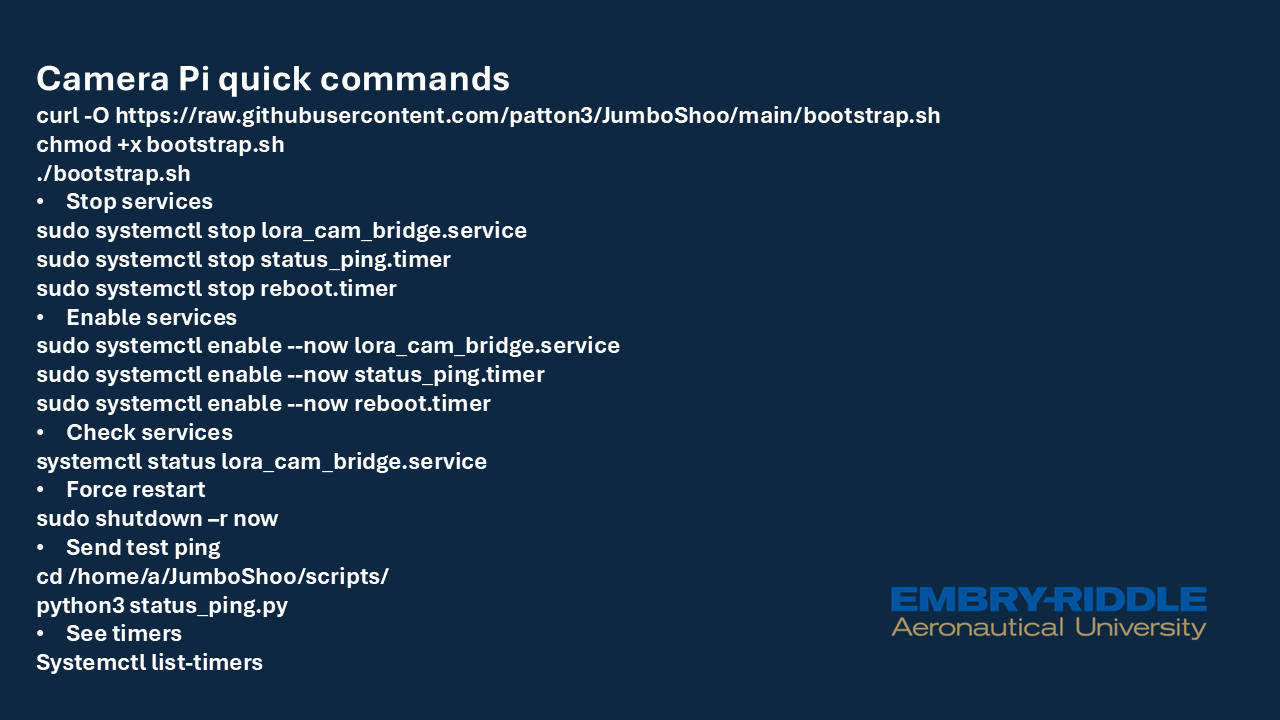 Camera Pi quick commands
curl -O https://raw.githubusercontent.com/patton3/JumboShoo/main/bootstrap.sh
chmod +x bootstrap.sh
./bootstrap.sh
• Stop services
sudo systemctl stop lora_cam_bridge.service
sudo systemctl stop status_ping.timer
sudo systemctl stop reboot.timer
• Enable services
sudo systemctl enable --now lora_cam_bridge.service
sudo systemctl enable --now status_ping.timer
sudo systemctl enable --now reboot.timer
• Check services
systemctl status lora_cam_bridge.service
• Force restart
sudo shutdown –r now
• Send test ping
cd /home/a/JumboShoo/scripts/
python3 status_ping.py
• See timers
Systemctl list-timers
EMBRY-RIDDLE
Aeronautical University